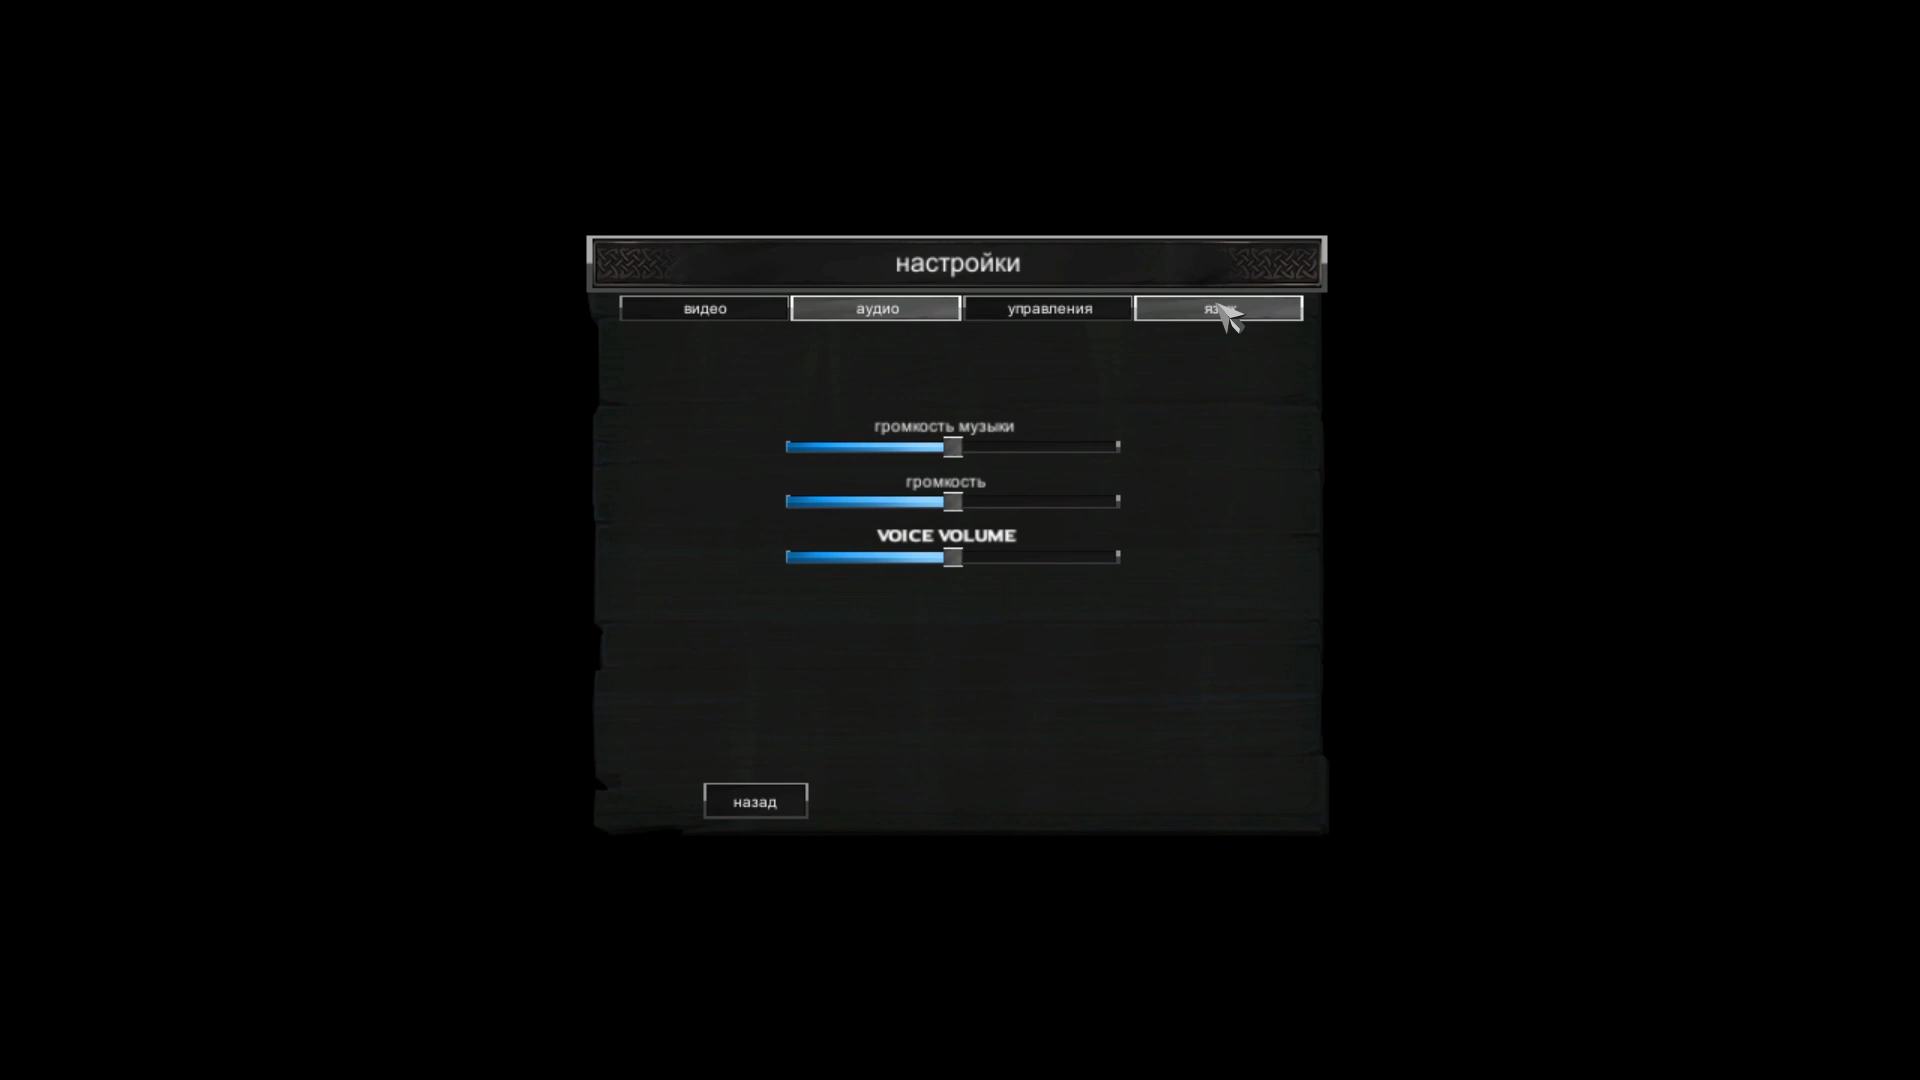 настройки
видео аудио управления
громкость музыки
громкость
VOICE VOLUME
назад